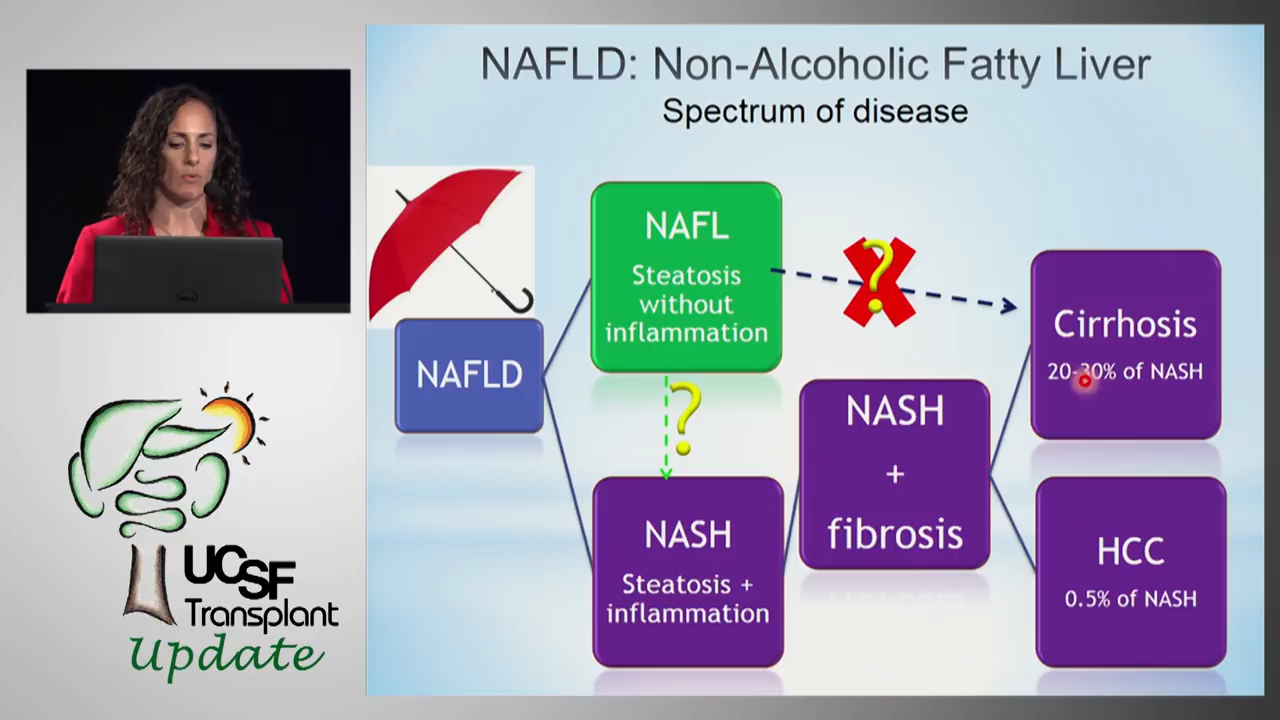 NAFLD: Non-Alcoholic Fatty Liver
Spectrum of disease
NAFLD
NAFL
Steatosis
without
inflammation
?
?
NASH
Steatosis +
inflammation
NASH
+
fibrosis
Cirrhosis
20-30% of NASH
HCC
0.5% of NASH
UCSF
Transplant
Update
DELL